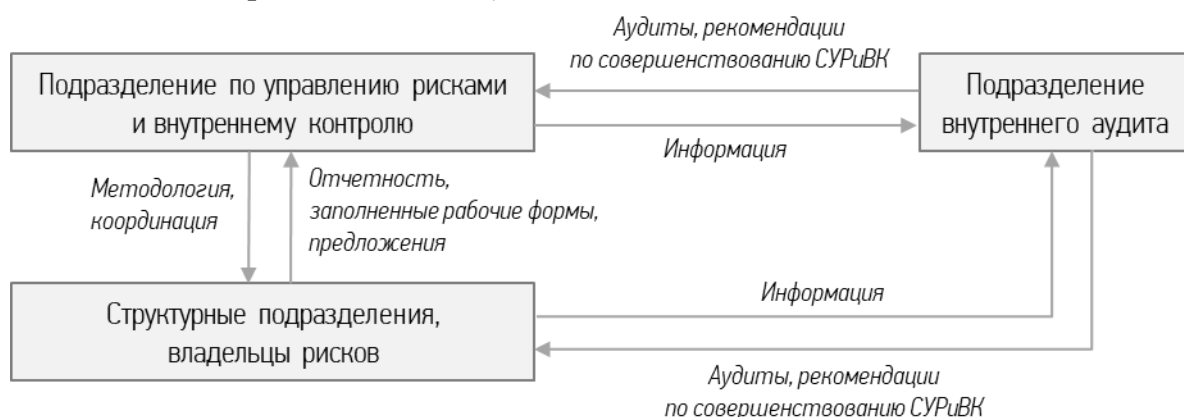 Аудиты, рекомендации
по совершенствованию СУРиВК
Подразделение по управлению рисками
и внутреннему контролю
Подразделение
внутреннего аудита
Информация
Методология,
координация
Отчетность,
заполненные рабочие формы,
предложения
Структурные подразделения,
владельцы рисков
Информация
Аудиты, рекомендации
по совершенствованию СУРиВК